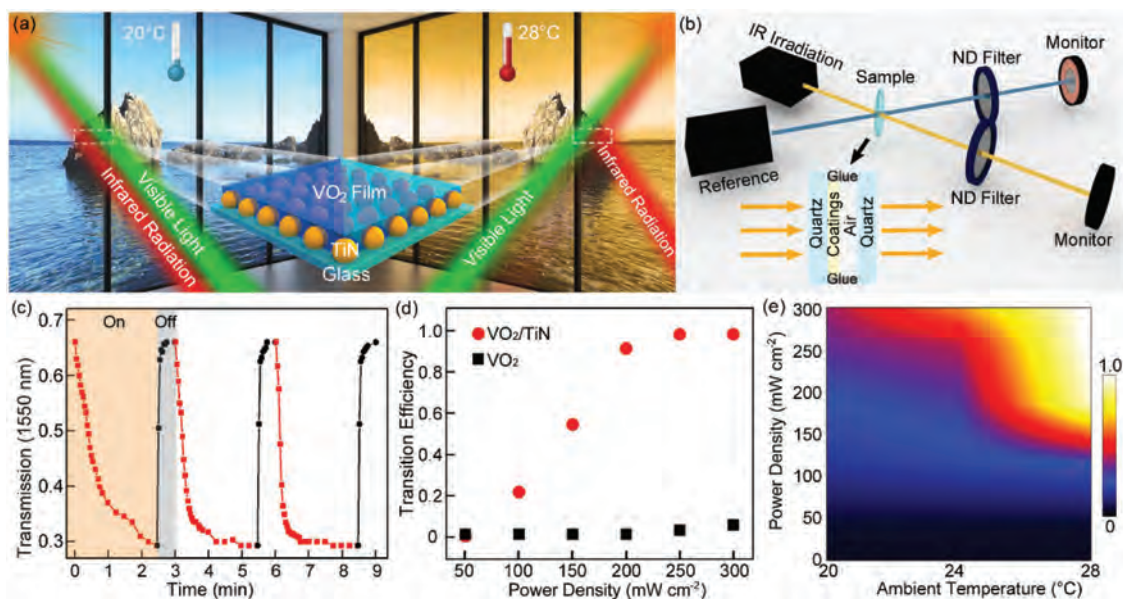 (a)
20°C
28°C
Infrared Radiation
Visible Light
VO₂ Film
TiN
Glass
Visible Light
Infrared Radiation
(b)
IR Irradiation
Sample
ND Filter
Monitor
Reference
Glue
Quartz
Coatings
Air
Quartz
Glue
ND Filter
Monitor
(c)
On
Off
0.7
0.6
0.5
0.4
0.3
Transmission (1550 nm)
0 1 2 3 4 5 6 7 8 9
Time (min)
(d)
VO₂/TiN
VO₂
1.0
0.8
0.6
0.4
0.2
0
Transition Efficiency
50 100 150 200 250 300
Power Density (mW cm⁻²)
(e)
300
250
200
150
100
50
0
Power Density (mW cm⁻²)
20 22 24 26 28
Ambient Temperature (°C)
1.0
0